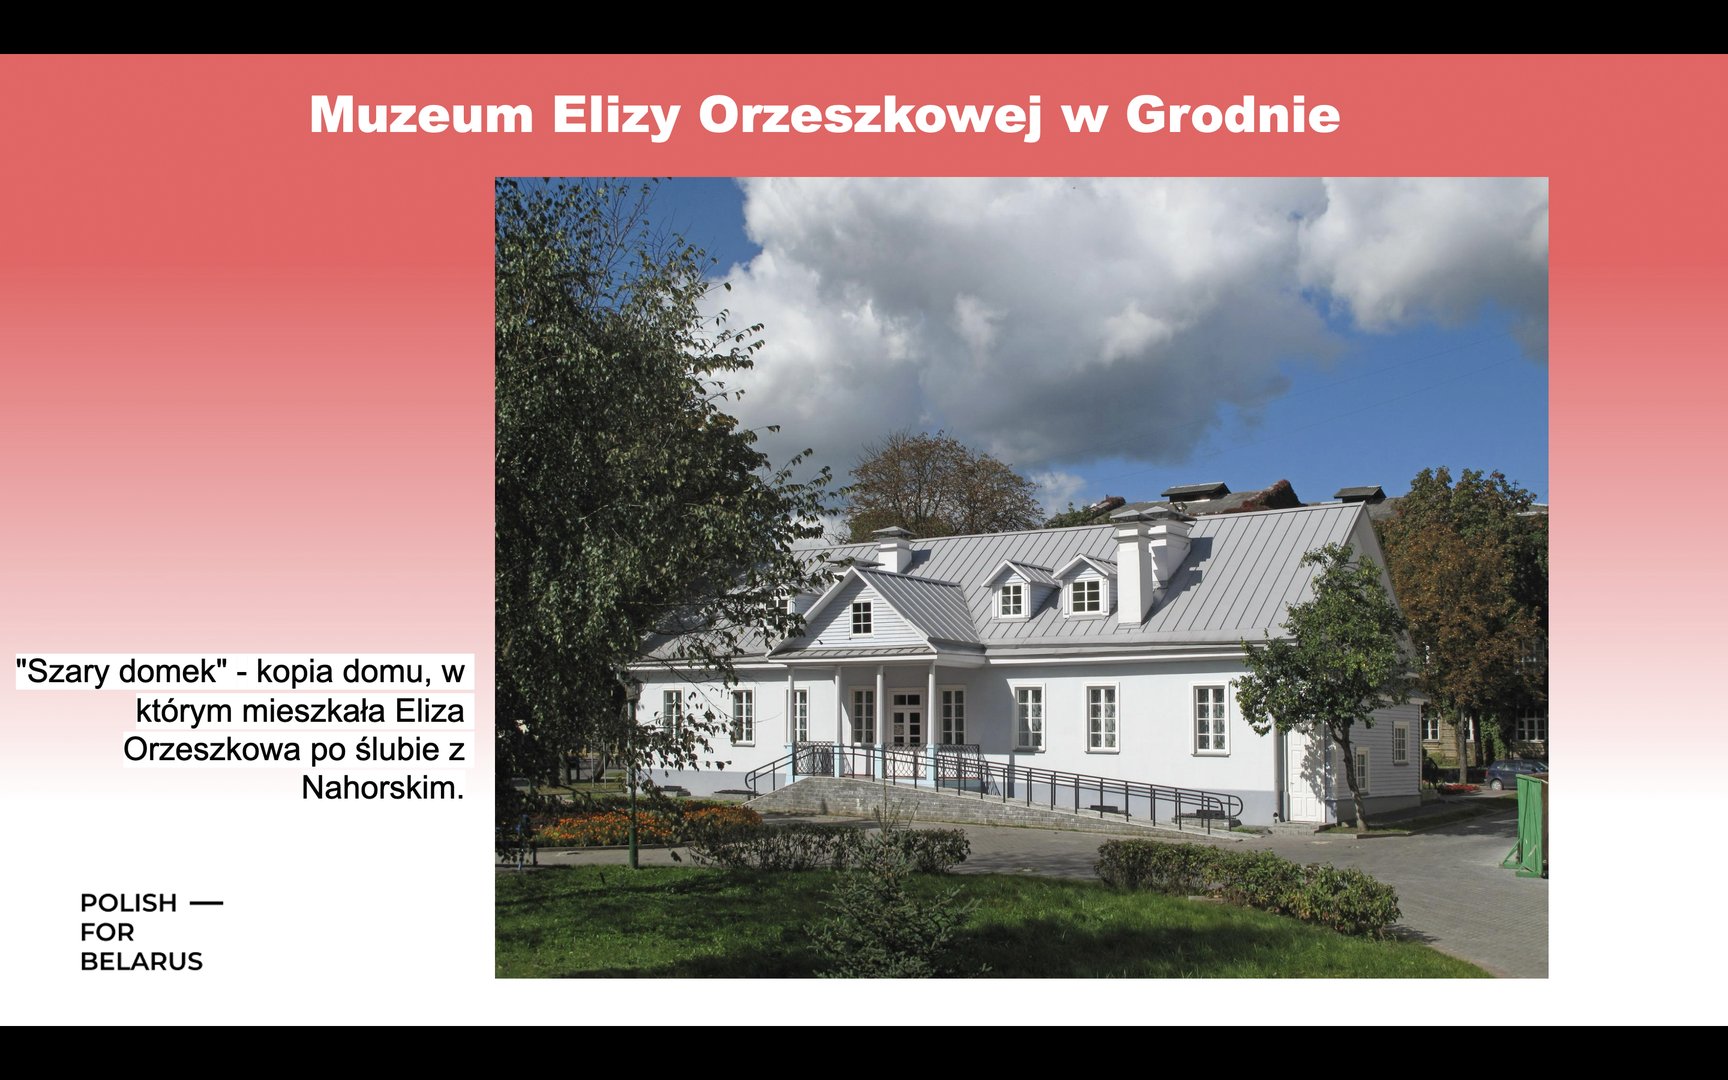 Muzeum Elizy Orzeszkowej w Grodnie
"Szary domek" - kopia domu, w
którym mieszkała Eliza
Orzeszkowa po ślubie z
Nahorskim.
POLISH —
FOR
BELARUS